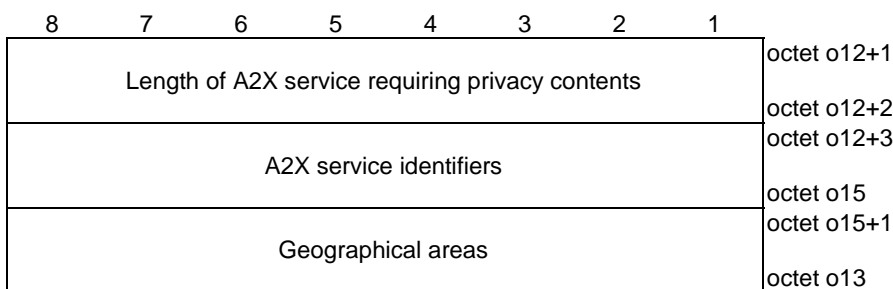 8 7 6 5 4 3 2 1
Length of A2X service requiring privacy contents
octet o12+1
octet o12+2
A2X service identifiers
octet o12+3
octet o15
Geographical areas
octet o15+1
octet o13